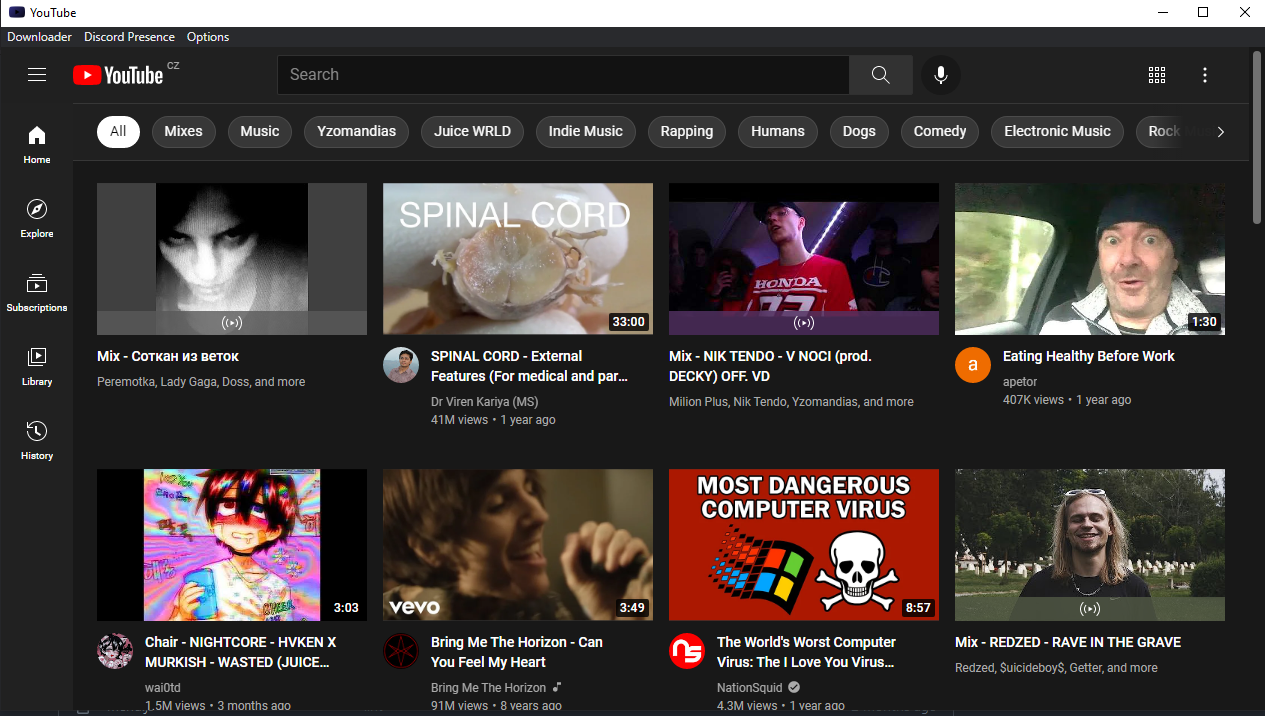 YouTube
Downloader Discord Presence Options
YouTube CZ
Search
All Mixes Music Yzomandias Juice WRLD Indie Music Rapping Humans Dogs Comedy Electronic Music Rock
Home
Explore
Subscriptions
Library
History
SPINAL CORD
33:00
HONDA
1:30
Mix - Соткан из веток
Peremotka, Lady Gaga, Doss, and more
SPINAL CORD - External
Features (For medical and par...
Dr Viren Kariya (MS)
41M views • 1 year ago
Mix - NIK TENDO - V NOCI (prod.
DECKY) OFF. VD
Milion Plus, Nik Tendo, Yzomandias, and more
a
Eating Healthy Before Work
apetor
407K views • 1 year ago
3:03
vevo
3:49
MOST DANGEROUS
COMPUTER VIRUS
8:57
Chair - NIGHTCORE - HVKEN X
MURKISH - WASTED (JUICE...
wai0td
1.5M views • 3 months ago
Bring Me The Horizon - Can
You Feel My Heart
Bring Me The Horizon
91M views • 8 years ago
ns
The World's Worst Computer
Virus: The I Love You Virus...
NationSquid
4.3M views • 1 year ago
Mix - REDZED - RAVE IN THE GRAVE
Redzed, $uicideboy$, Getter, and more